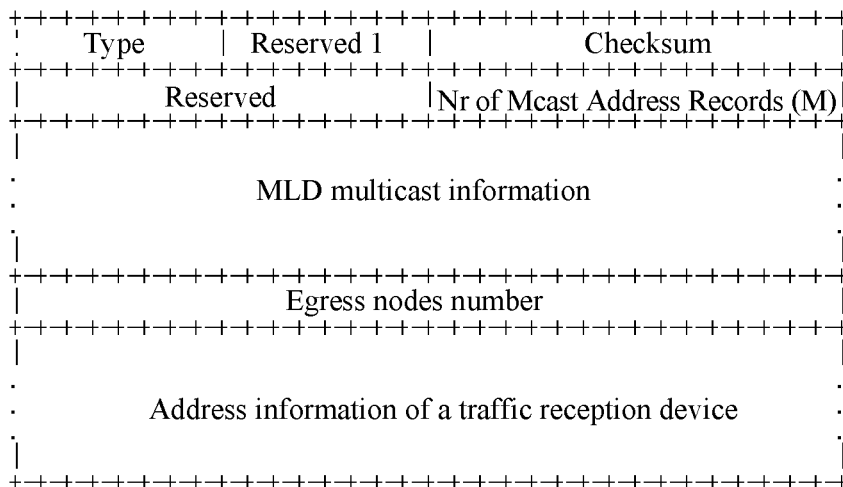 Type | Reserved 1 | Checksum
Reserved | Nr of Mcast Address Records (M)
MLD multicast information
Egress nodes number
Address information of a traffic reception device